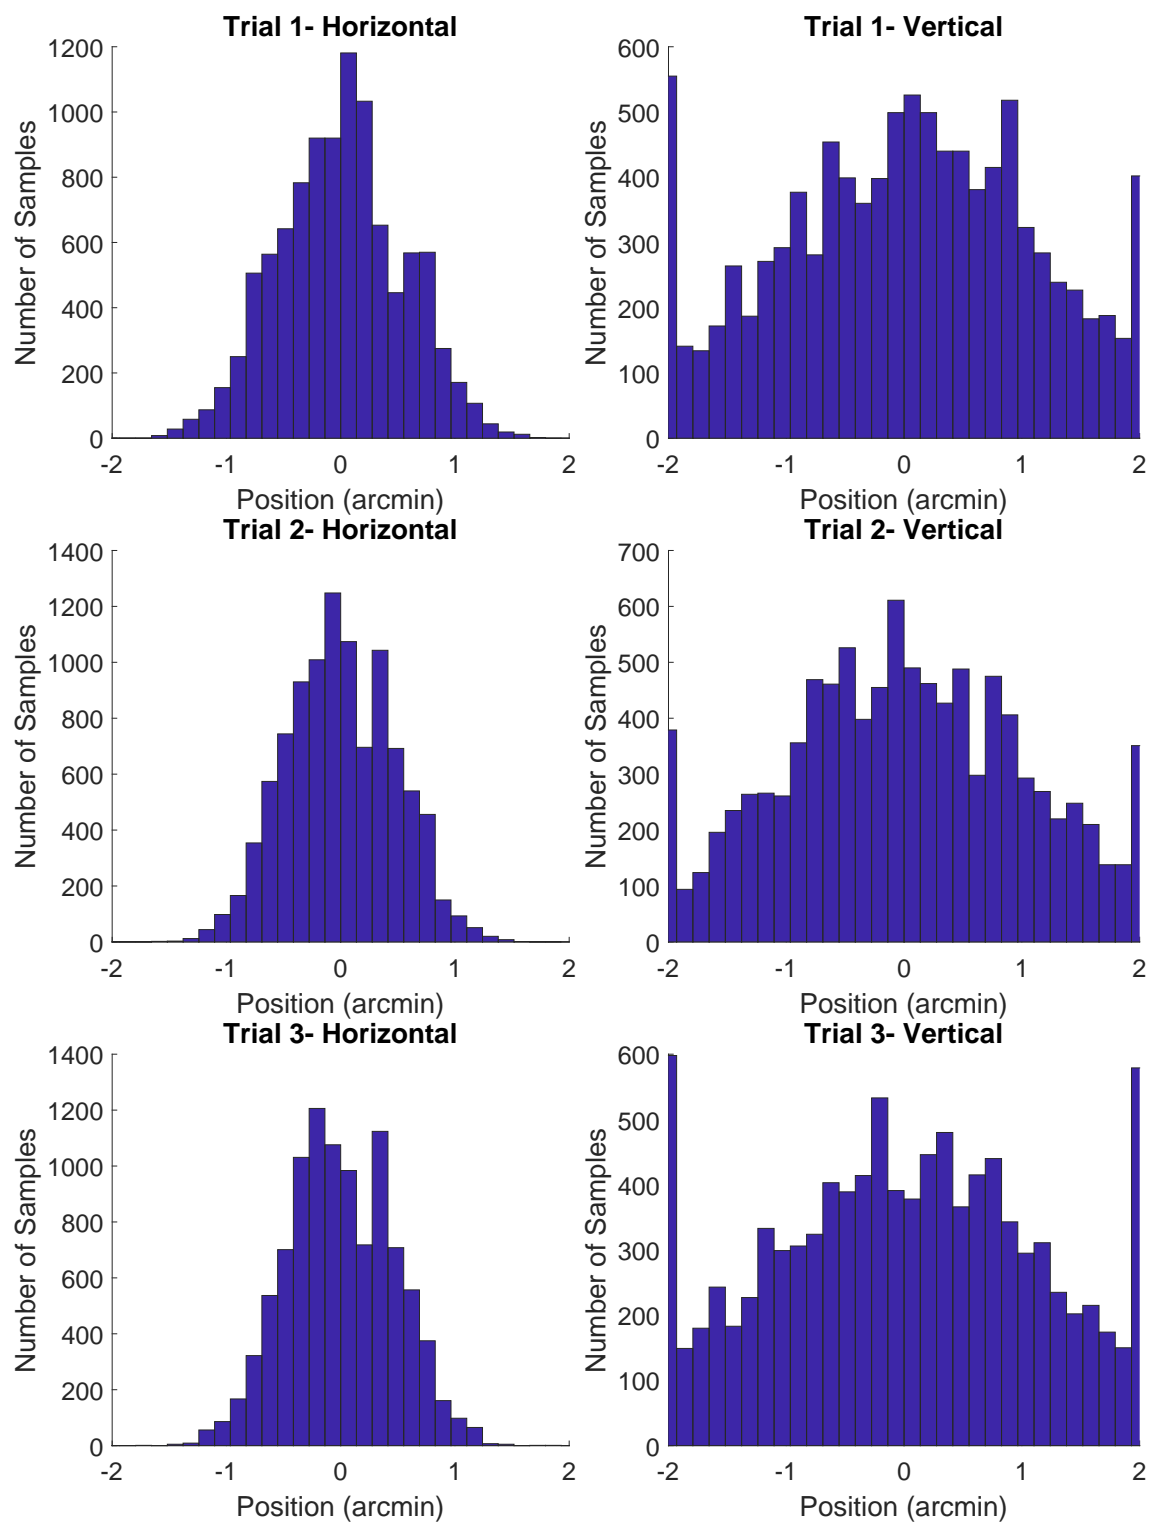 Trial 1- Horizontal
Number of Samples
1200
1000
800
600
400
200
0
-2 -1 0 1 2
Position (arcmin)
Trial 1- Vertical
Number of Samples
600
500
400
300
200
100
0
-2 -1 0 1 2
Position (arcmin)
Trial 2- Horizontal
Number of Samples
1400
1200
1000
800
600
400
200
0
-2 -1 0 1 2
Position (arcmin)
Trial 2- Vertical
Number of Samples
700
600
500
400
300
200
100
0
-2 -1 0 1 2
Position (arcmin)
Trial 3- Horizontal
Number of Samples
1400
1200
1000
800
600
400
200
0
-2 -1 0 1 2
Position (arcmin)
Trial 3- Vertical
Number of Samples
600
500
400
300
200
100
0
-2 -1 0 1 2
Position (arcmin)